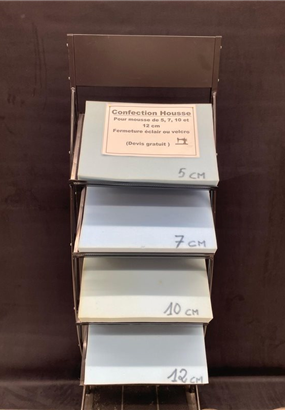 Confection Housse
Pour mousse de 5, 7, 10 et
12 cm
Fermeture éclair ou velcro
(Devis gratuit )
5 CM
7 CM
10 CM
12 CM